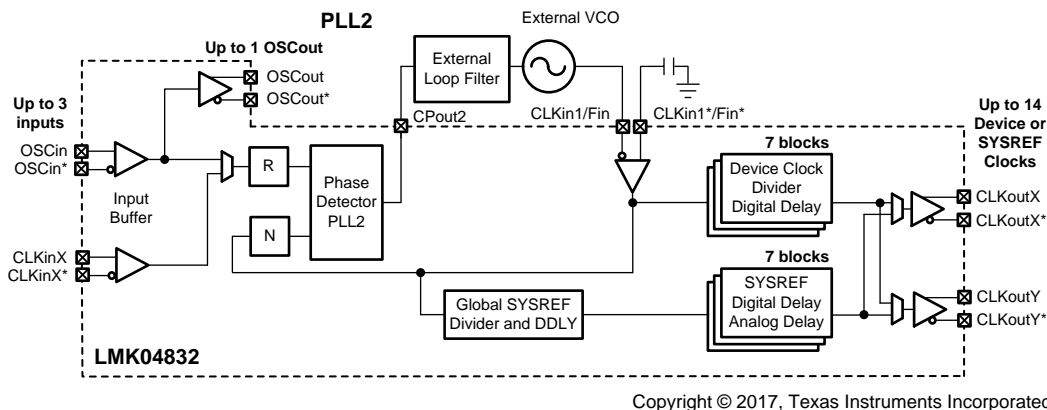 PLL2
External VCO
Up to 1 OSCout
OSCout
OSCout*
External
Loop Filter
Up to 3
inputs
CPout2
CLKin1/Fin
CLKin1*/Fin*
Up to 14
Device or
SYSREF
Clocks
OSCin
OSCin*
Input
Buffer
R
N
Phase
Detector
PLL2
7 blocks
Device Clock
Divider
Digital Delay
CLKoutX
CLKoutX*
CLKinX
CLKinX*
7 blocks
SYSREF
Digital Delay
Analog Delay
Global SYSREF
Divider and DDLY
CLKoutY
CLKoutY*
LMK04832
Copyright © 2017, Texas Instruments Incorporated